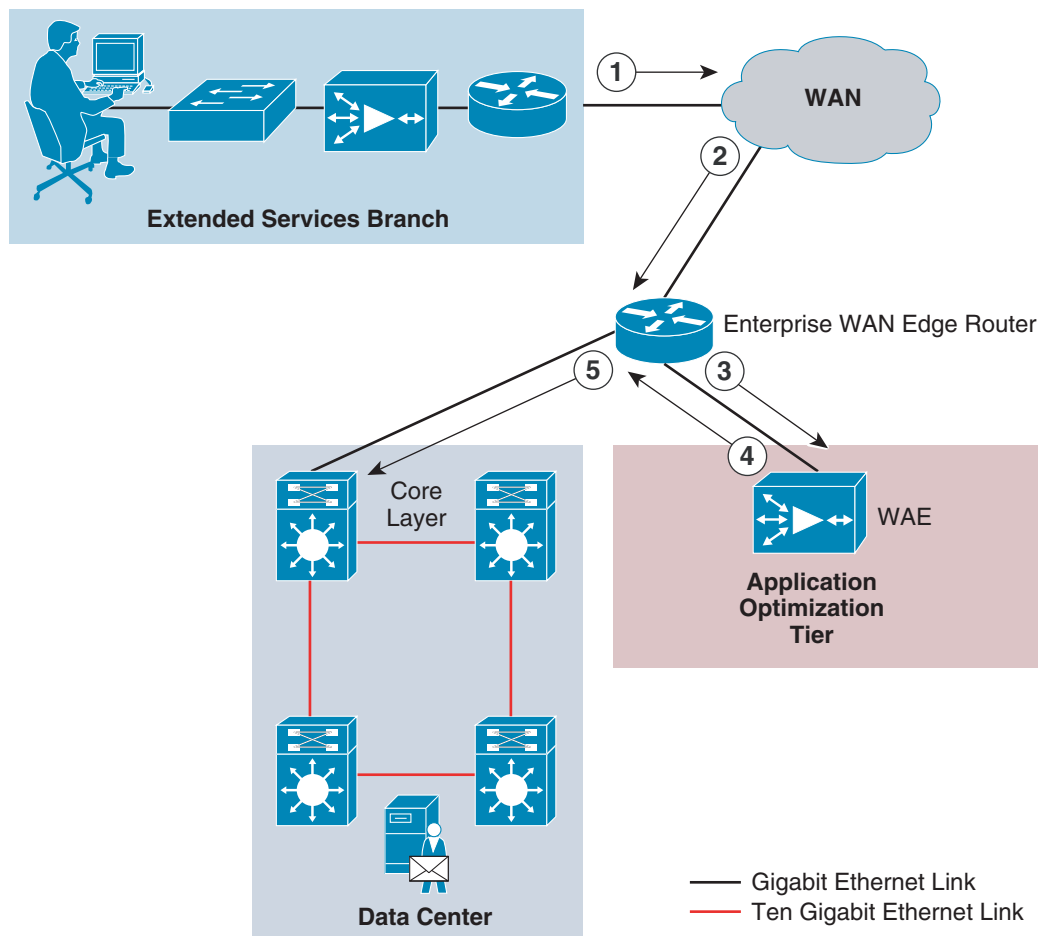 1
WAN
2
Extended Services Branch
Enterprise WAN Edge Router
5
3
4
Core
Layer
WAE
Application
Optimization
Tier
Data Center
Gigabit Ethernet Link
Ten Gigabit Ethernet Link